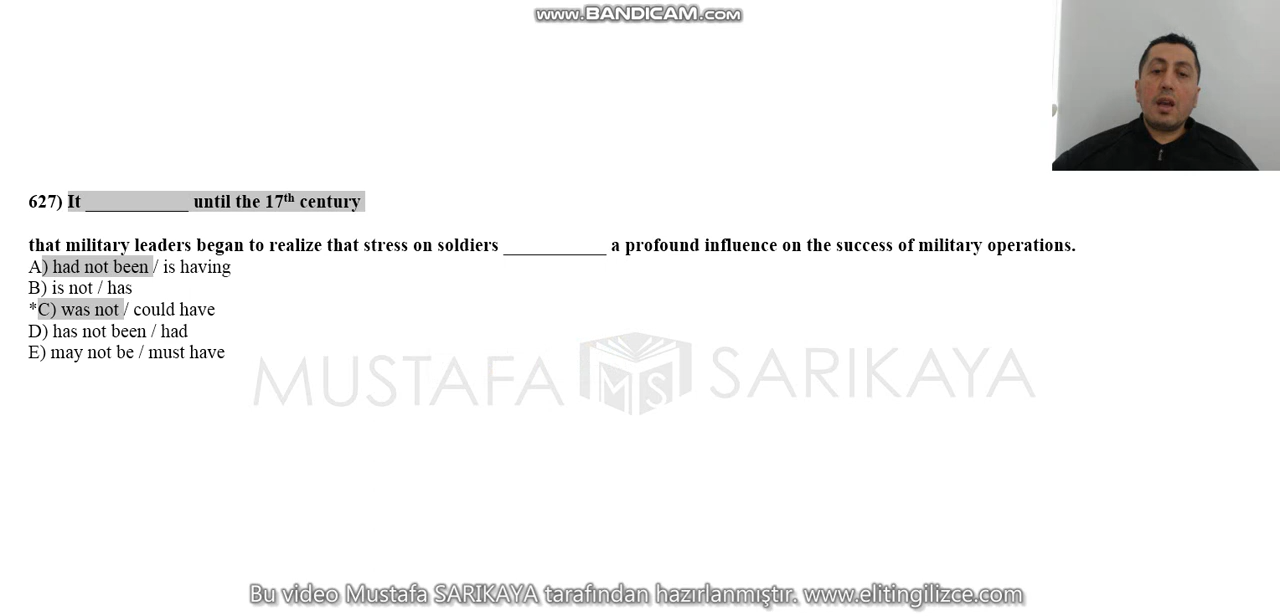 www.BANDICAM.com
627) It ___________ until the 17th century
that military leaders began to realize that stress on soldiers ___________ a profound influence on the success of military operations.
A) had not been / is having
B) is not / has
*C) was not / could have
D) has not been / had
E) may not be / must have
MUSTAFA MS SARIKAYA
Bu video Mustafa SARIKAYA tarafından hazırlanmıştır. www.elitingilizce.com